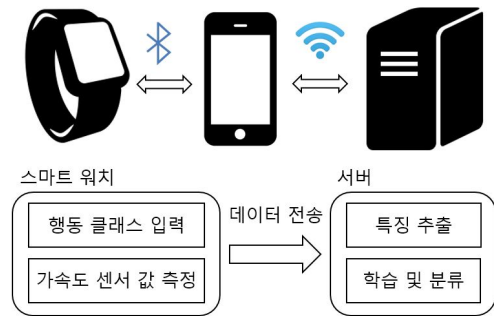 스마트 워치
서버
행동 클래스 입력
가속도 센서 값 측정
데이터 전송
특징 추출
학습 및 분류